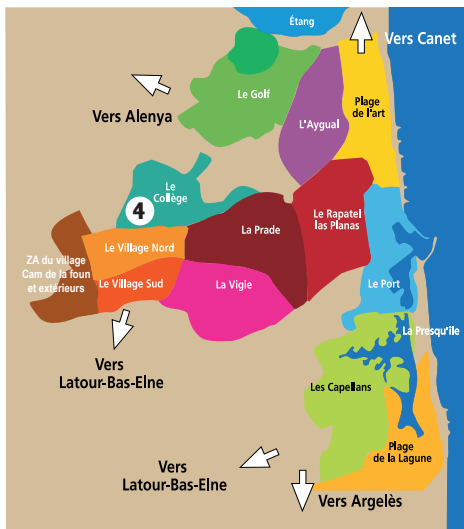 Étang
Vers Canet
Le Golf
Vers Alenya
Plage
de l'art
L'Aygual
Le
Collège
4
Le Rapatel
las Planas
La Prade
ZA du village
Cam de la foun
et extérieurs
Le Village Nord
Le Village Sud
La Vigie
Le Port
La Presqu'île
Vers
Latour-Bas-Elne
Les Capellans
Plage
de la Lagune
Vers
Latour-Bas-Elne
Vers Argelès